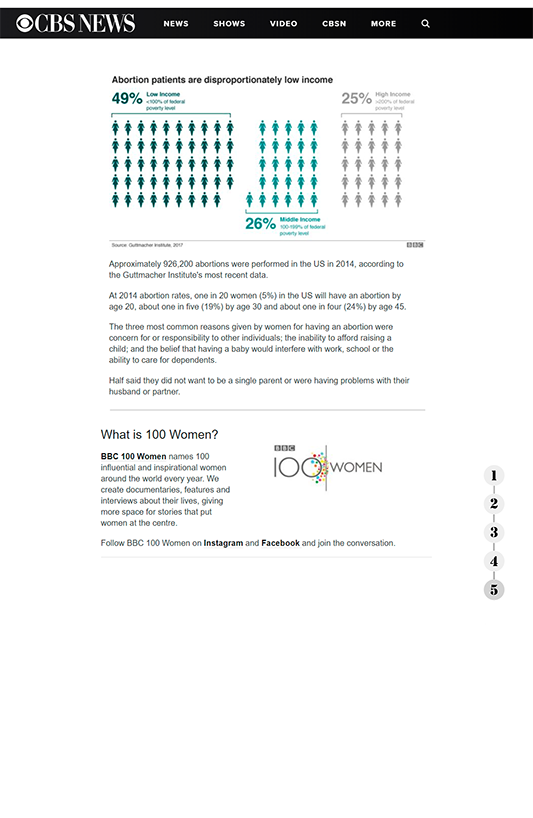 CBS NEWS NEWS SHOWS VIDEO CBSN MORE
Abortion patients are disproportionately low income
49% Low Income
<100% of federal
poverty level
25% High Income
>200% of federal
poverty level
26% Middle Income
100-199% of federal
poverty level
Source: Guttmacher Institute, 2017
BBC
Approximately 926,200 abortions were performed in the US in 2014, according to
the Guttmacher Institute's most recent data.
At 2014 abortion rates, one in 20 women (5%) in the US will have an abortion by
age 20, about one in five (19%) by age 30 and about one in four (24%) by age 45.
The three most common reasons given by women for having an abortion were
concern for or responsibility to other individuals; the inability to afford raising a
child; and the belief that having a baby would interfere with work, school or the
ability to care for dependents.
Half said they did not want to be a single parent or were having problems with their
husband or partner.
What is 100 Women?
BBC 100 Women names 100
influential and inspirational women
around the world every year. We
create documentaries, features and
interviews about their lives, giving
more space for stories that put
women at the centre.
BBC
100 WOMEN
Follow BBC 100 Women on Instagram and Facebook and join the conversation.
1
2
3
4
5